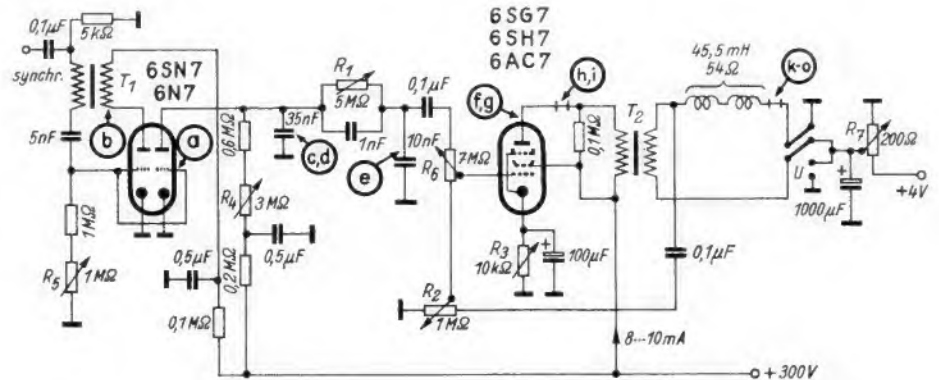 0,1µF
5kΩ
synchr.
T1
6SN7
6N7
b
a
5nF
1MΩ
R5
1MΩ
0,5µF
0,1MΩ
0,6MΩ
R4
3MΩ
0,2MΩ
0,5µF
35nF
c,d
R1
5MΩ
1nF
e
0,1µF
10nF
R6
7MΩ
R2
1MΩ
6SG7
6SH7
6AC7
f,g
h,i
0,1MΩ
R3
10kΩ
100µF
T2
8...10mA
45,5mH
54Ω
k-o
0,1µF
U
R7
200Ω
1000µF
+4V
+300V